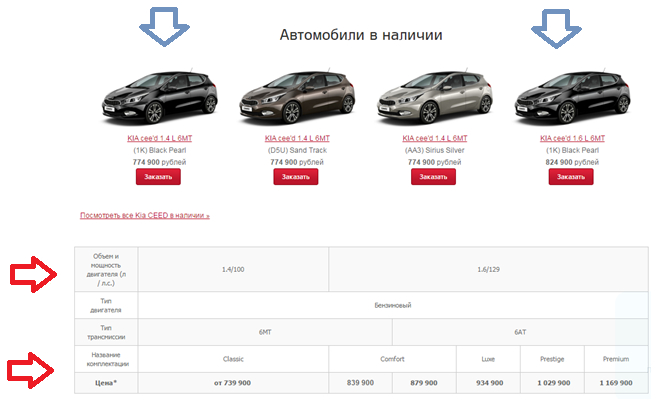 Автомобили в наличии
KIA cee'd 1.4 L 6MT
(1K) Black Pearl
774 900 рублей
Заказать
KIA cee'd 1.4 L 6MT
(D5U) Sand Track
774 900 рублей
Заказать
KIA cee'd 1.4 L 6MT
(AA3) Sirius Silver
774 900 рублей
Заказать
KIA cee'd 1.6 L 6MT
(1K) Black Pearl
824 900 рублей
Заказать
Посмотреть все Kia CEED в наличии »
Объем и
мощность
двигателя (л
/ л.с.)
1.4/100
1.6/129
Тип
двигателя
Бензиновый
Тип
трансмиссии
6MT
6AT
Название
комплектации
Classic
Comfort
Luxe
Prestige
Premium
Цена*
от 739 900
839 900
879 900
934 900
1 029 900
1 169 900